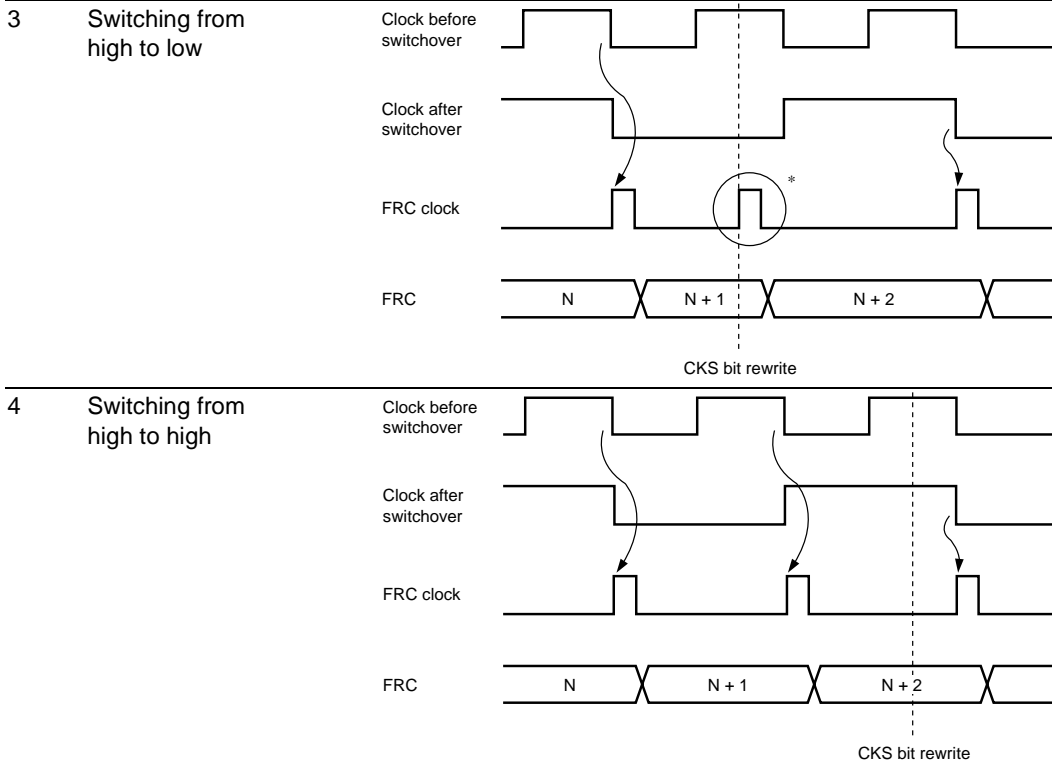 3
Switching from
high to low
Clock before
switchover
Clock after
switchover
FRC clock
*
FRC
N
N + 1
N + 2
CKS bit rewrite
4
Switching from
high to high
Clock before
switchover
Clock after
switchover
FRC clock
FRC
N
N + 1
N + 2
CKS bit rewrite